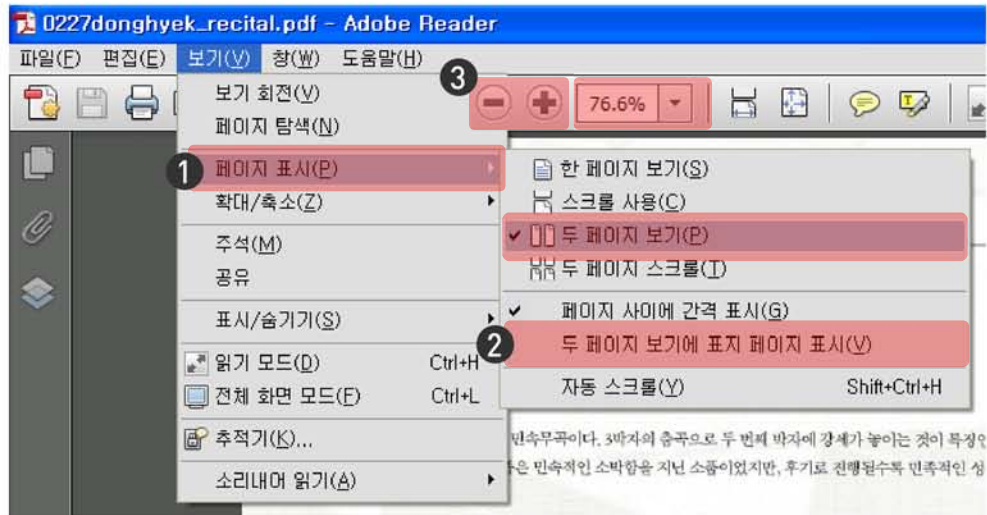 0227donghyek_recital.pdf - Adobe Reader
파일(F) 편집(E) 보기(V) 창(W) 도움말(H)
3
76.6%
보기 회전(V)
페이지 탐색(N)
1 페이지 표시(P)
확대/축소(Z)
주석(M)
공유
표시/숨기기(S)
읽기 모드(D) Ctrl+H
전체 화면 모드(F) Ctrl+L
추적기(K)...
소리내어 읽기(A)
한 페이지 보기(S)
스크롤 사용(C)
두 페이지 보기(P)
두 페이지 스크롤(T)
페이지 사이에 간격 표시(G)
2 두 페이지 보기에 표지 페이지 표시(V)
자동 스크롤(Y) Shift+Ctrl+H
민속무곡이다. 3박자의 춤곡으로 두 번째 박자에 강세가 놓이는 것이
은 민속적인 소박함을 지닌 소품이었지만, 후기로 진행될수록 민족적인